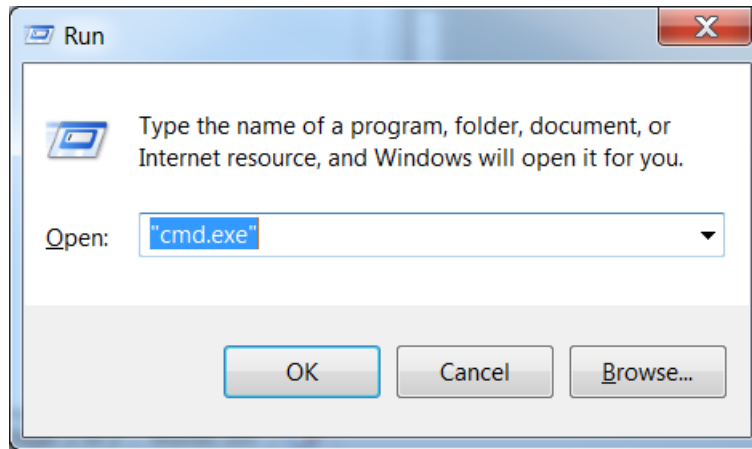 Run
X
Type the name of a program, folder, document, or
Internet resource, and Windows will open it for you.
Open:
"cmd.exe"
OK
Cancel
Browse...